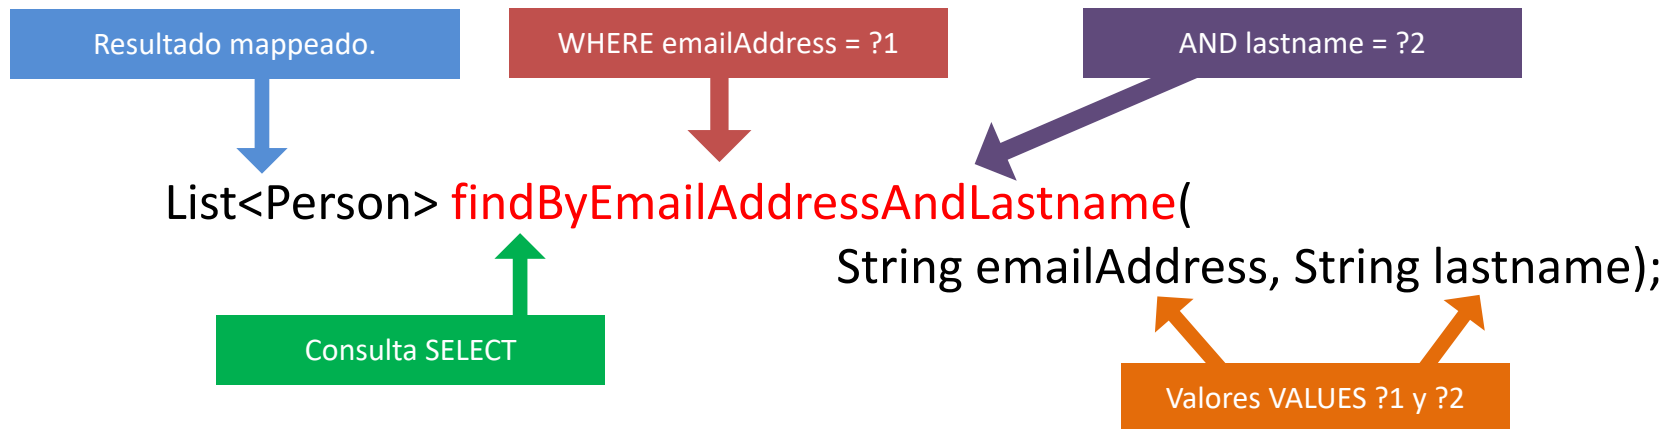 Resultado mappeado.
WHERE emailAddress = ?1
AND lastname = ?2
List<Person> findByEmailAddressAndLastname(
String emailAddress, String lastname);
Consulta SELECT
Valores VALUES ?1 y ?2